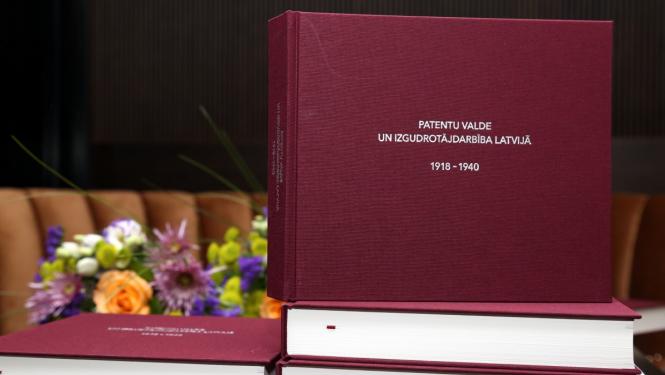 PATENTU VALDE
UN IZGUDROTĀJDARBĪBA LATVIJĀ
1918 – 1940